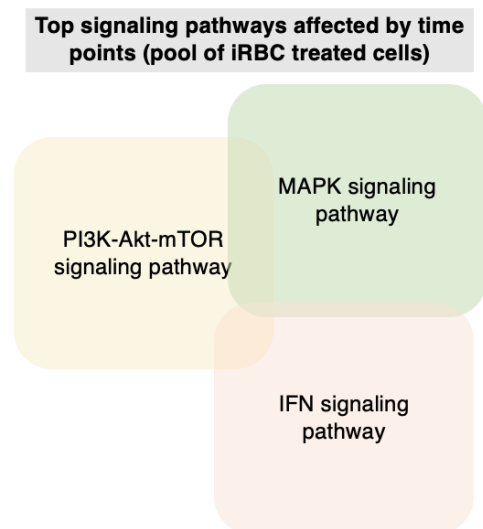 Top signaling pathways affected by time
points (pool of iRBC treated cells)
MAPK signaling
pathway
PI3K-Akt-mTOR
signaling pathway
IFN signaling
pathway